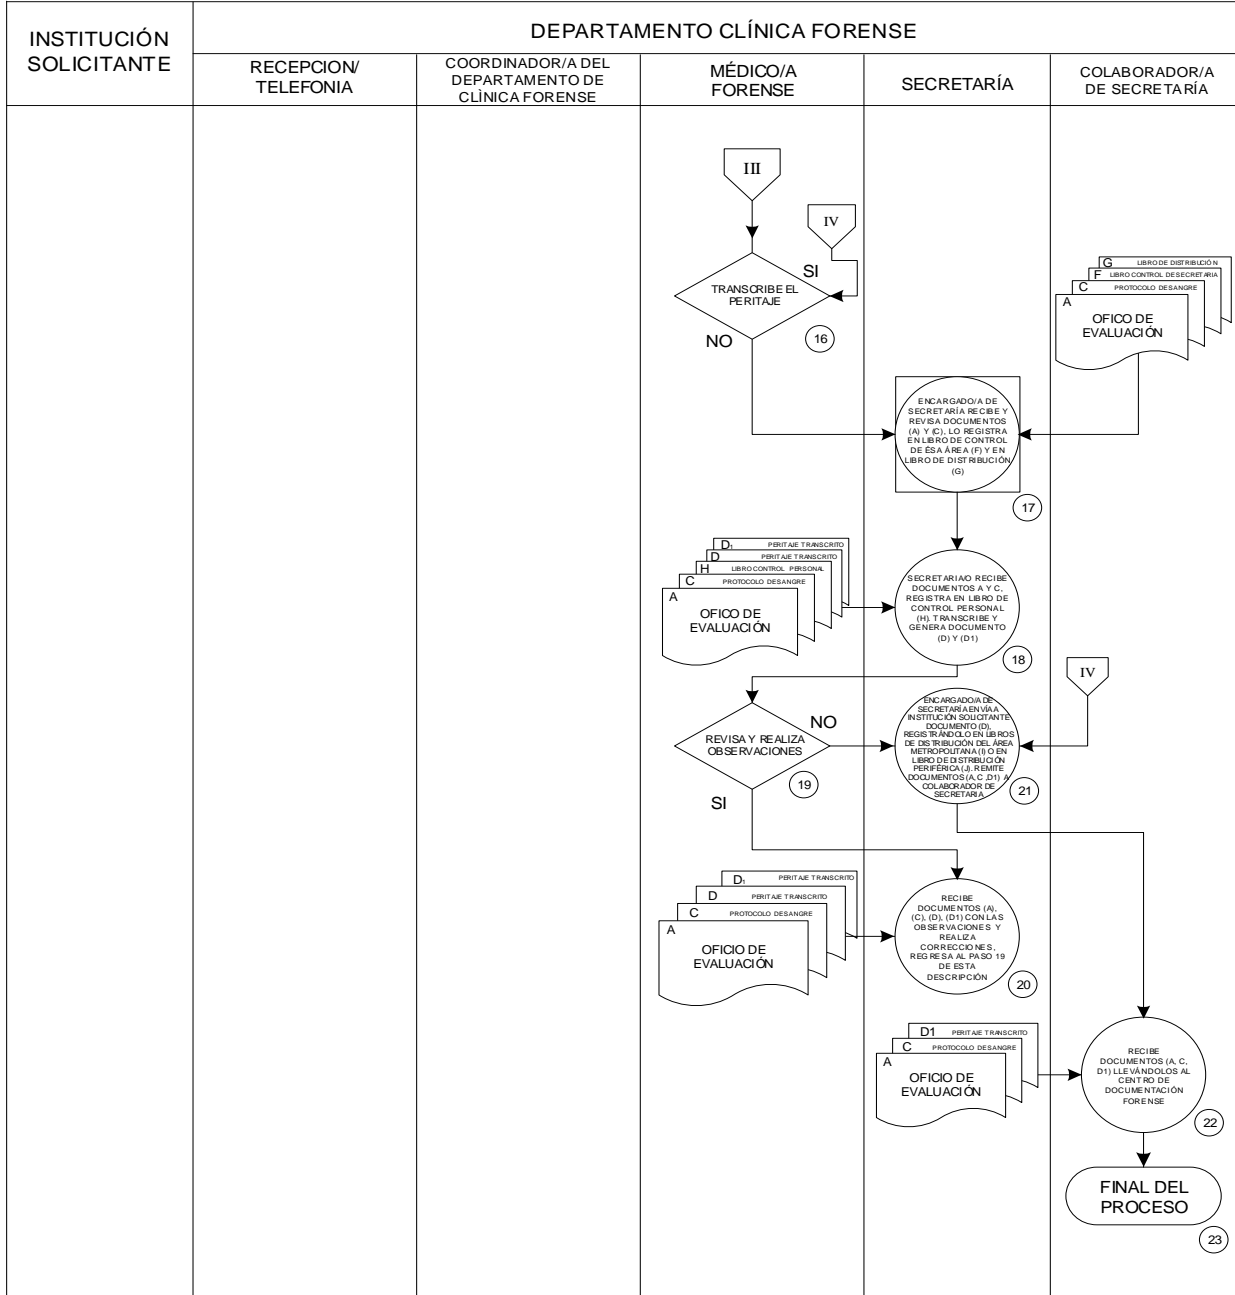 INSTITUCIÓN
SOLICITANTE
DEPARTAMENTO CLÍNICA FORENSE
RECEPCION/
TELEFONIA
COORDINADOR/A DEL
DEPARTAMENTO DE
CLÌNICA FORENSE
MÉDICO/A
FORENSE
SECRETARÍA
COLABORADOR/A
DE SECRETARÍA
III
IV
SI
TRANSCRIBE EL
PERITAJE
NO
16
G LIBRO DE DISTRIBUCIÓN
F LIBRO CONTROL DE SECRETARIA
C PROTOCOLO DE SANGRE
A
OFICO DE
EVALUACIÓN
ENCARGADO/A DE
SECRETARÍA RECIBE Y
REVISA DOCUMENTOS
(A) Y (C), LO REGISTRA
EN LIBRO DE CONTROL
DE ÉSA ÁREA (F) Y EN
LIBRO DE DISTRIBUCIÓN
(G)
17
D1 PERITAJE TRANSCRITO
D PERITAJE TRANSCRITO
H LIBRO CONTROL PERSONAL
C PROTOCOLO DE SANGRE
A
OFICO DE
EVALUACIÓN
SECRETARIA/O RECIBE
DOCUMENTOS A Y C,
REGISTRA EN LIBRO DE
CONTROL PERSONAL
(H). TRANSCRIBE Y
GENERA DOCUMENTO
(D) Y (D1)
18
IV
REVISA Y REALIZA
OBSERVACIONES
NO
19
SI
ENCARGADO/A DE
SECRETARÍA ENVÍA A
INSTITUCIÓN SOLICITANTE
DOCUMENTO (D),
REGISTRÁNDOLO EN LIBROS
DE DISTRIBUCIÓN DEL ÁREA
METROPOLITANA (I) O EN
LIBRO DE DISTRIBUCIÓN
PERIFÉRICA (J). REMITE
DOCUMENTOS (A, C ,D1) A
COLABORADOR DE
SECRETARIA
21
D1 PERITAJE TRANSCRITO
D PERITAJE TRANSCRITO
C PROTOCOLO DE SANGRE
A
OFICIO DE
EVALUACIÓN
RECIBE
DOCUMENTOS (A),
(C), (D), (D1) CON LAS
OBSERVACIONES Y
REALIZA
CORRECCIONES,
REGRESA AL PASO 19
DE ESTA
DESCRIPCIÓN
20
D1 PERITAJE TRANSCRITO
C PROTOCOLO DE SANGRE
A
OFICIO DE
EVALUACIÓN
RECIBE
DOCUMENTOS (A, C,
D1) LLEVÁNDOLOS AL
CENTRO DE
DOCUMENTACIÓN
FORENSE
22
FINAL DEL
PROCESO
23